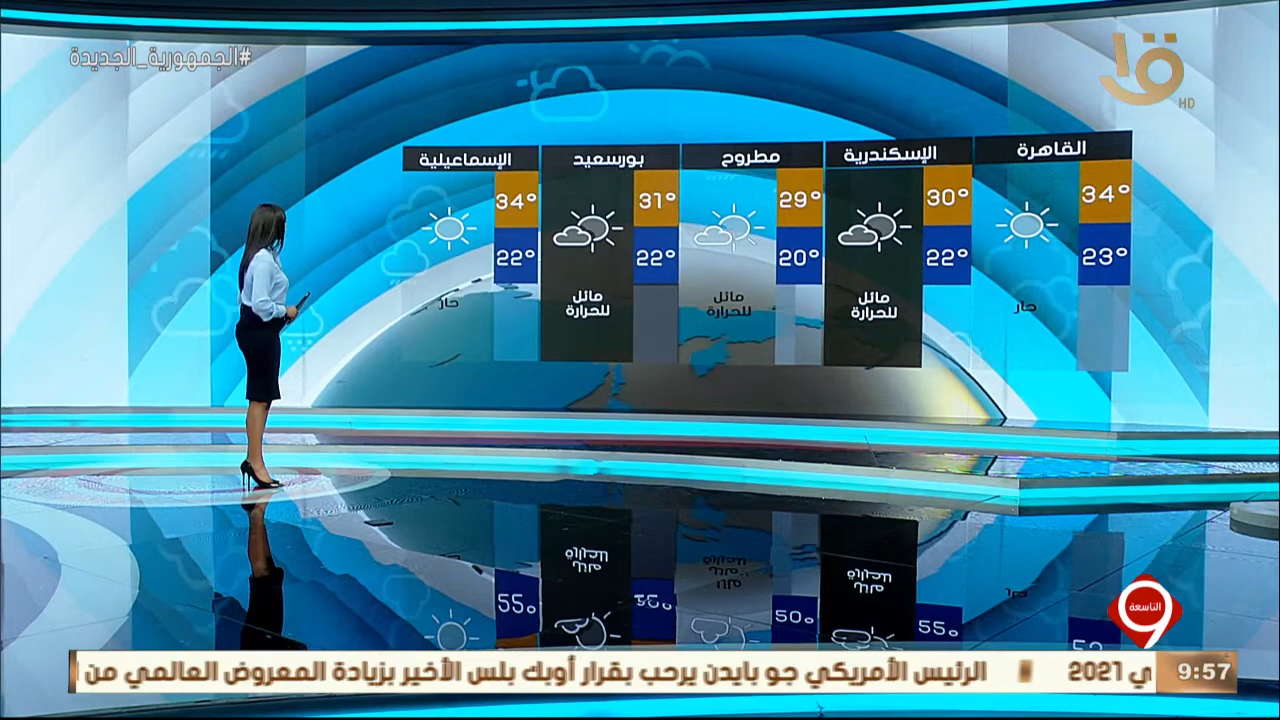 #الجمهورية_الجديدة
HD
القاهرة
34°
23°
حار
الإسكندرية
30°
22°
مائل
للحرارة
مطروح
29°
20°
مائل
للحرارة
بورسعيد
31°
22°
مائل
للحرارة
الإسماعيلية
34°
22°
حار
التاسعة
9
9:57
ي 2021
الرئيس الأمريكي جو بايدن يرحب بقرار أوبك بلس الأخير بزيادة المعروض العالمي من